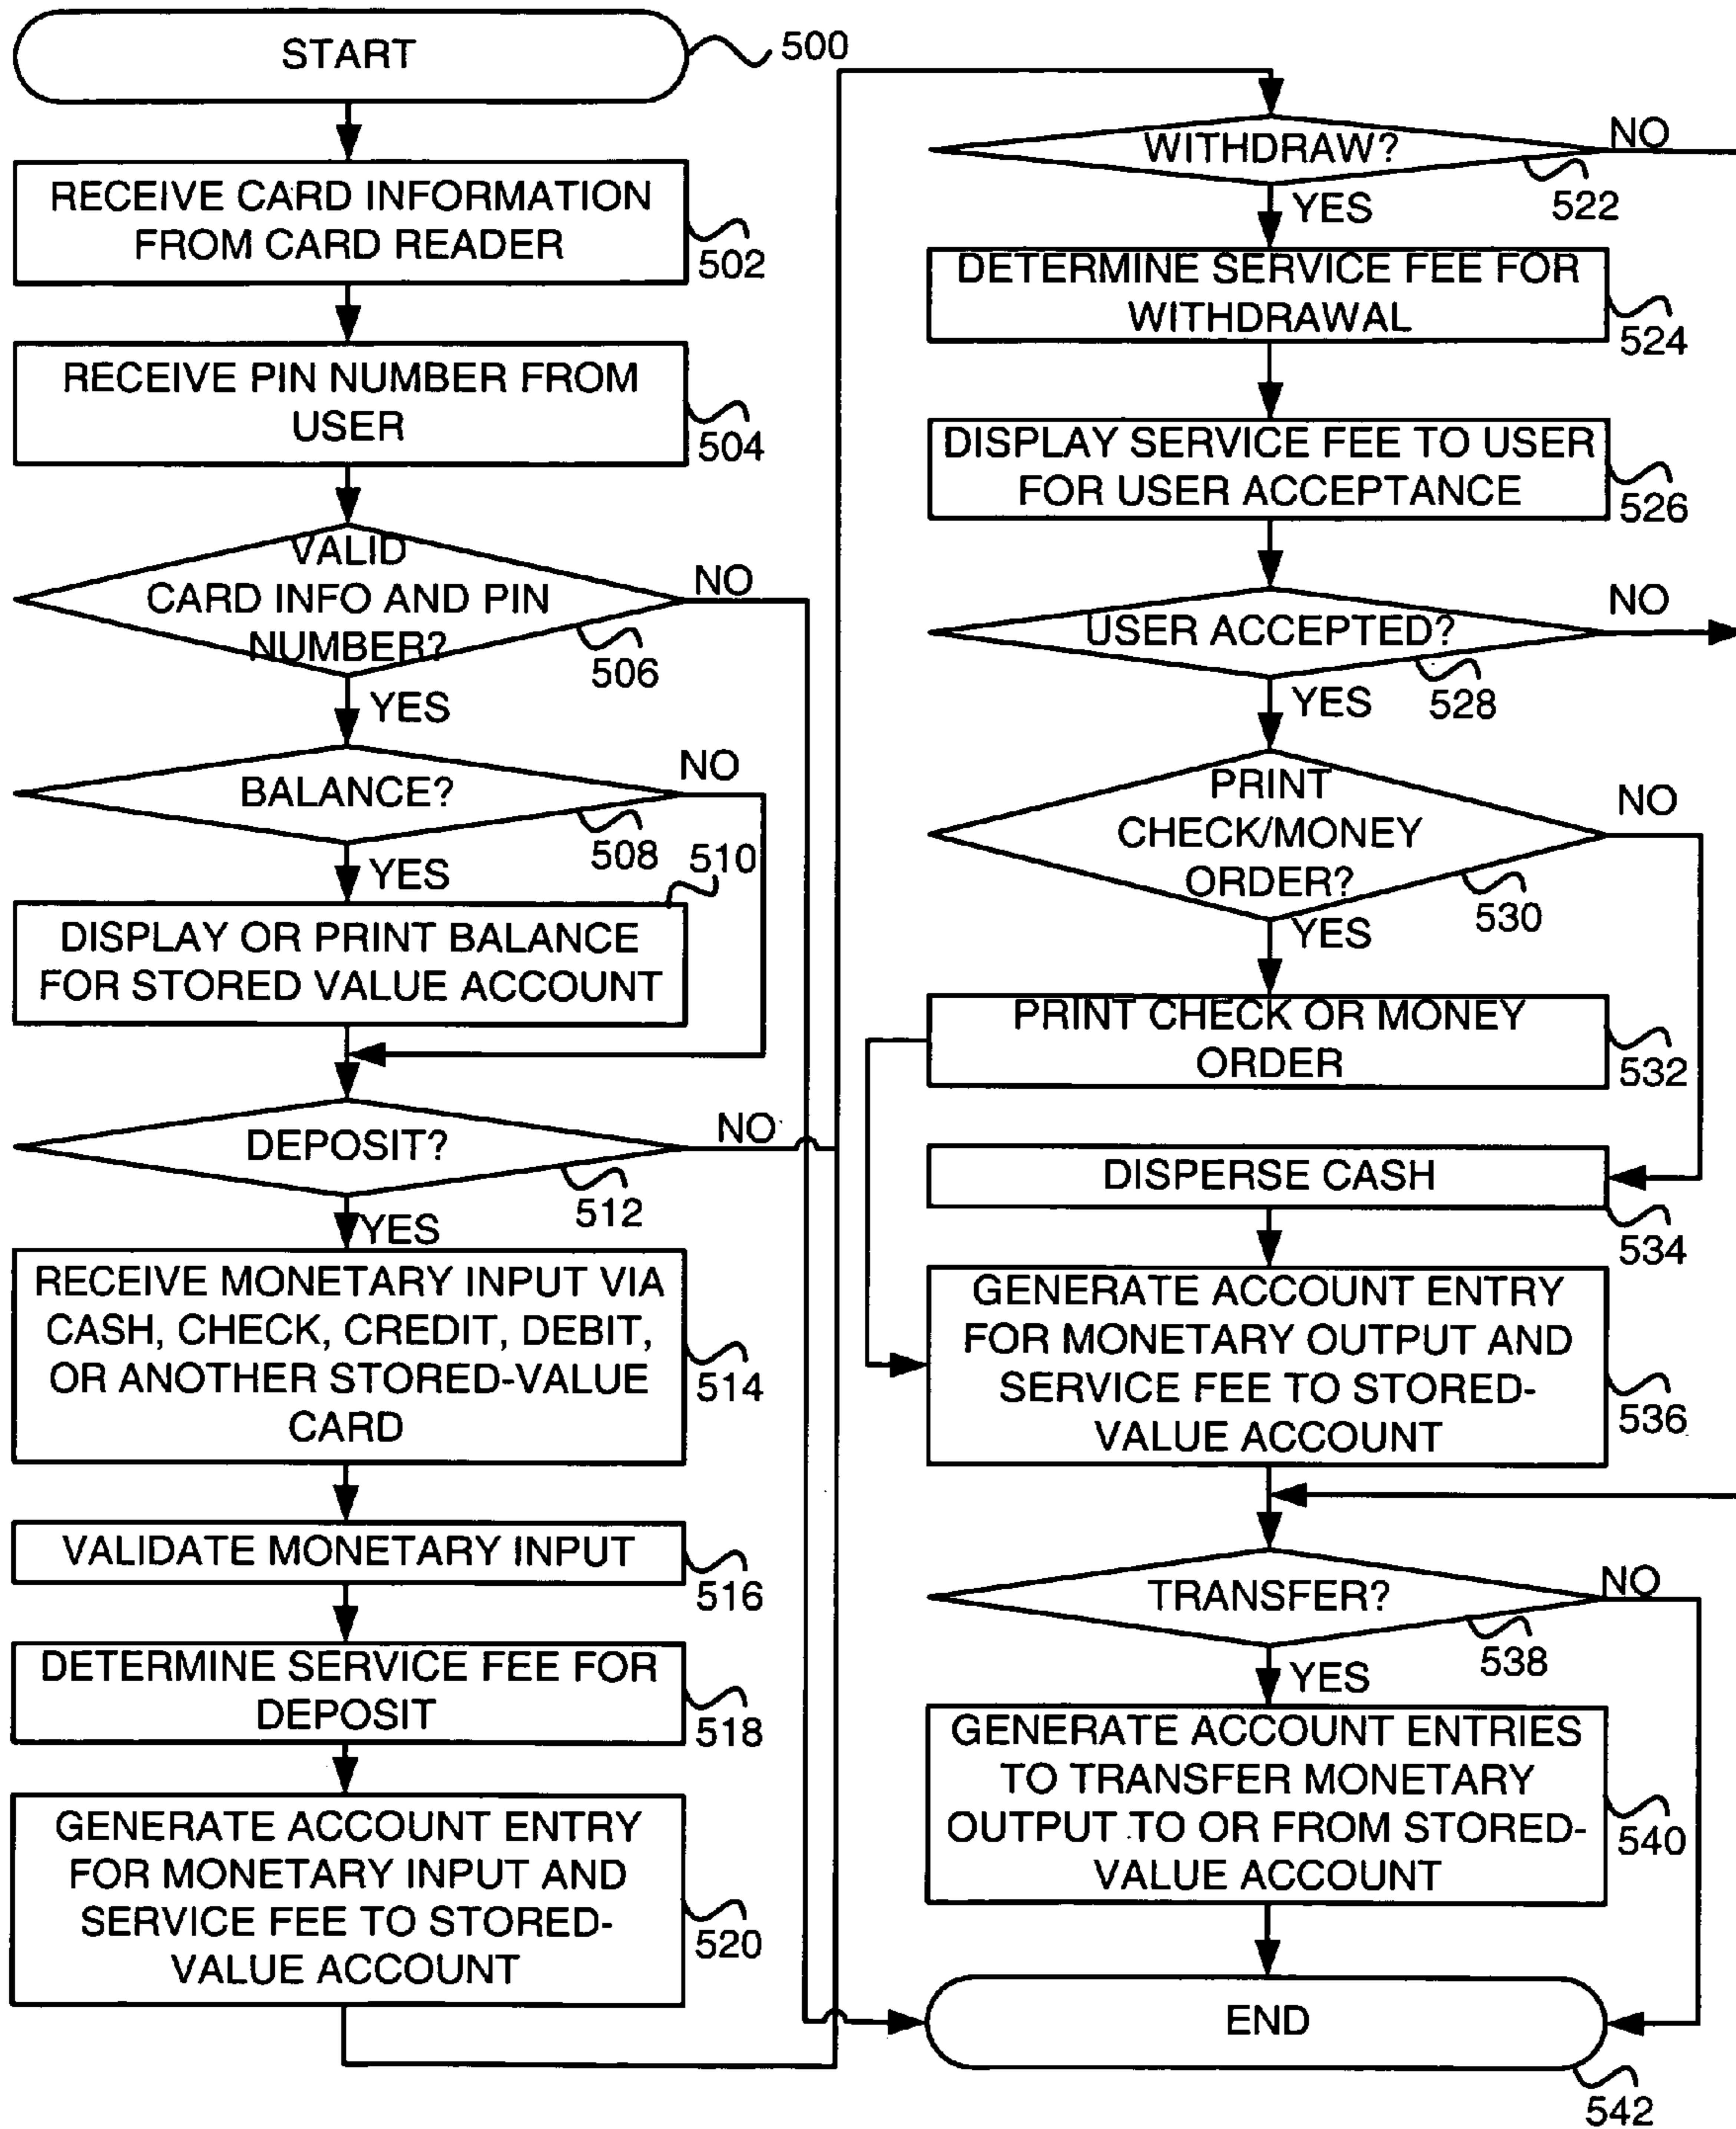 START
500
RECEIVE CARD INFORMATION
FROM CARD READER
502
RECEIVE PIN NUMBER FROM
USER
504
VALID
CARD INFO AND PIN
NUMBER?
NO
506
YES
BALANCE?
NO
508
YES
510
DISPLAY OR PRINT BALANCE
FOR STORED VALUE ACCOUNT
DEPOSIT?
NO
512
YES
RECEIVE MONETARY INPUT VIA
CASH, CHECK, CREDIT, DEBIT,
OR ANOTHER STORED-VALUE
CARD
514
VALIDATE MONETARY INPUT
516
DETERMINE SERVICE FEE FOR
DEPOSIT
518
GENERATE ACCOUNT ENTRY
FOR MONETARY INPUT AND
SERVICE FEE TO STORED-
VALUE ACCOUNT
520
WITHDRAW?
NO
522
YES
DETERMINE SERVICE FEE FOR
WITHDRAWAL
524
DISPLAY SERVICE FEE TO USER
FOR USER ACCEPTANCE
526
USER ACCEPTED?
NO
528
YES
PRINT
CHECK/MONEY
ORDER?
NO
530
YES
PRINT CHECK OR MONEY
ORDER
532
DISPERSE CASH
534
GENERATE ACCOUNT ENTRY
FOR MONETARY OUTPUT AND
SERVICE FEE TO STORED-
VALUE ACCOUNT
536
TRANSFER?
NO
538
YES
GENERATE ACCOUNT ENTRIES
TO TRANSFER MONETARY
OUTPUT TO OR FROM STORED-
VALUE ACCOUNT
540
END
542